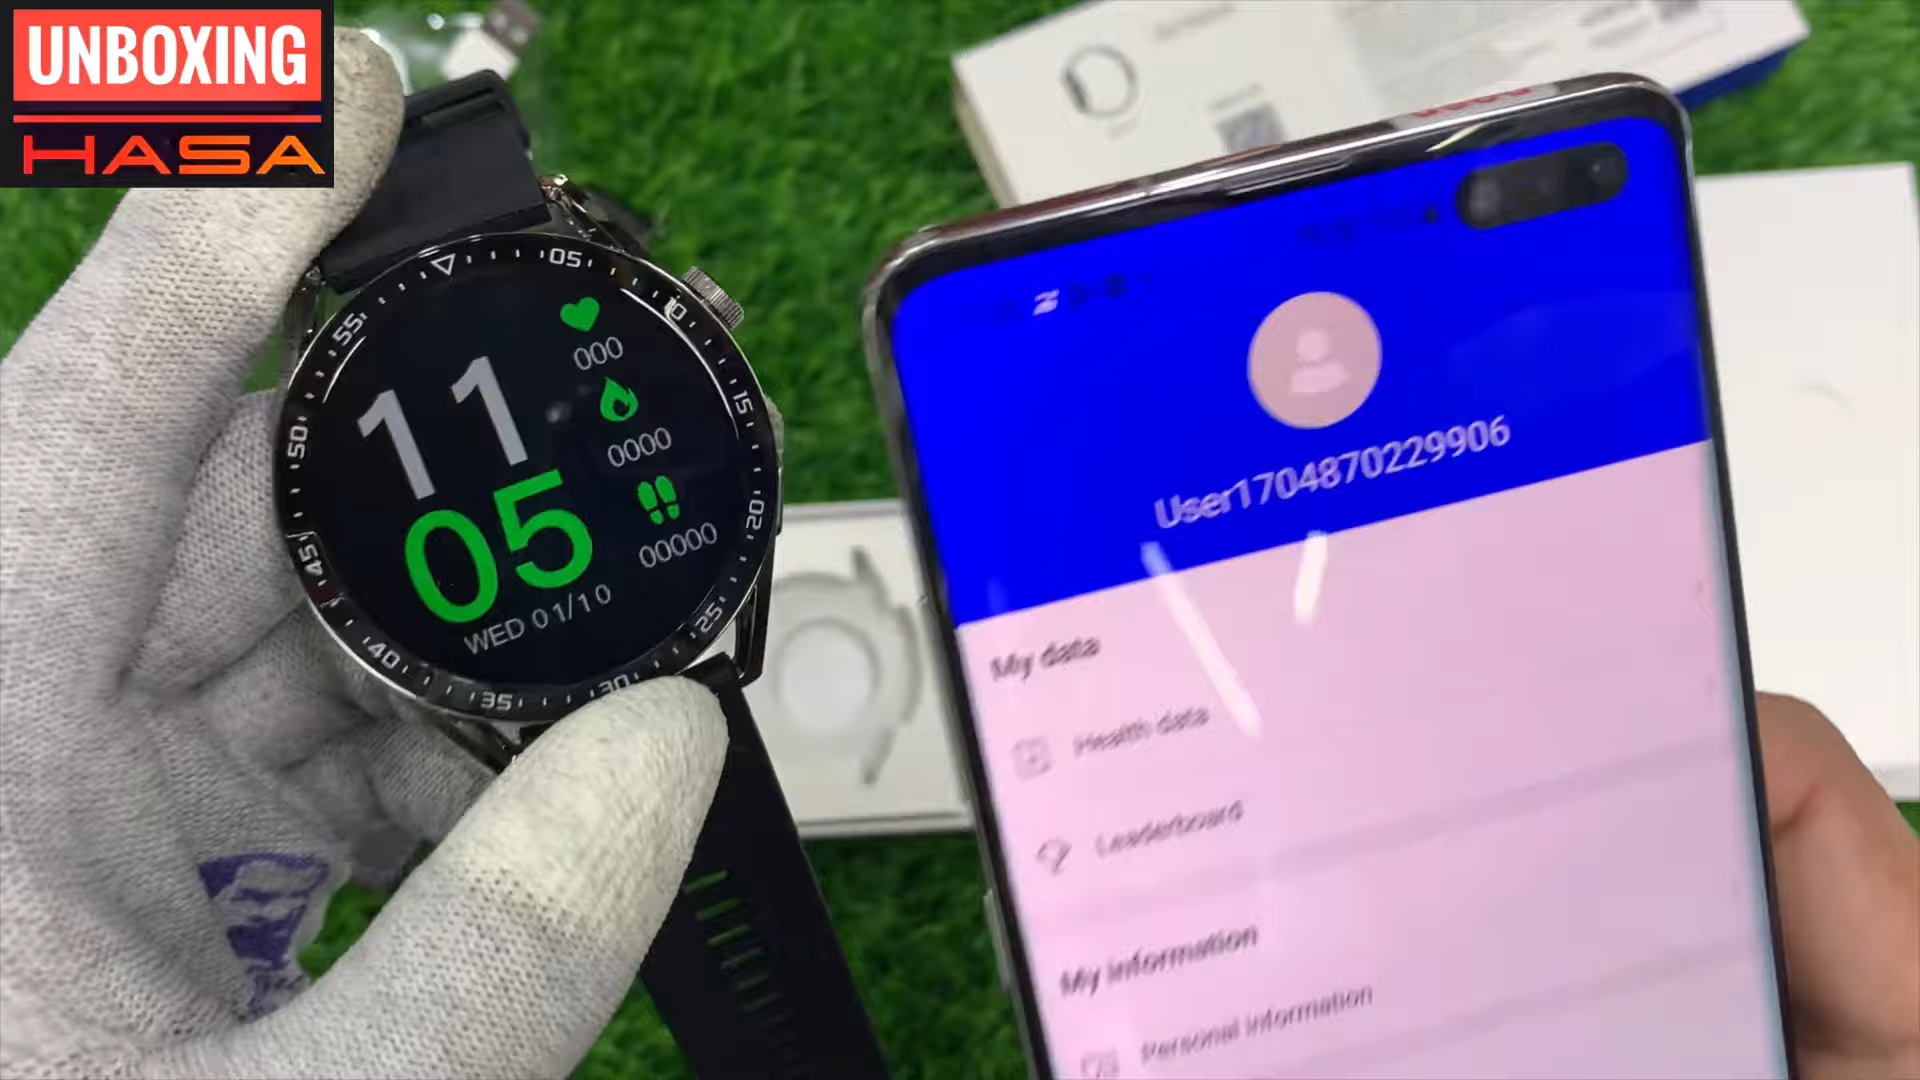 UNBOXING
HASA
05
10
15
20
25
30
35
40
45
50
55
11
05
WED 01/10
000
0000
00000
User1704870229906
My data
Health data
Leaderboard
My information
Personal information